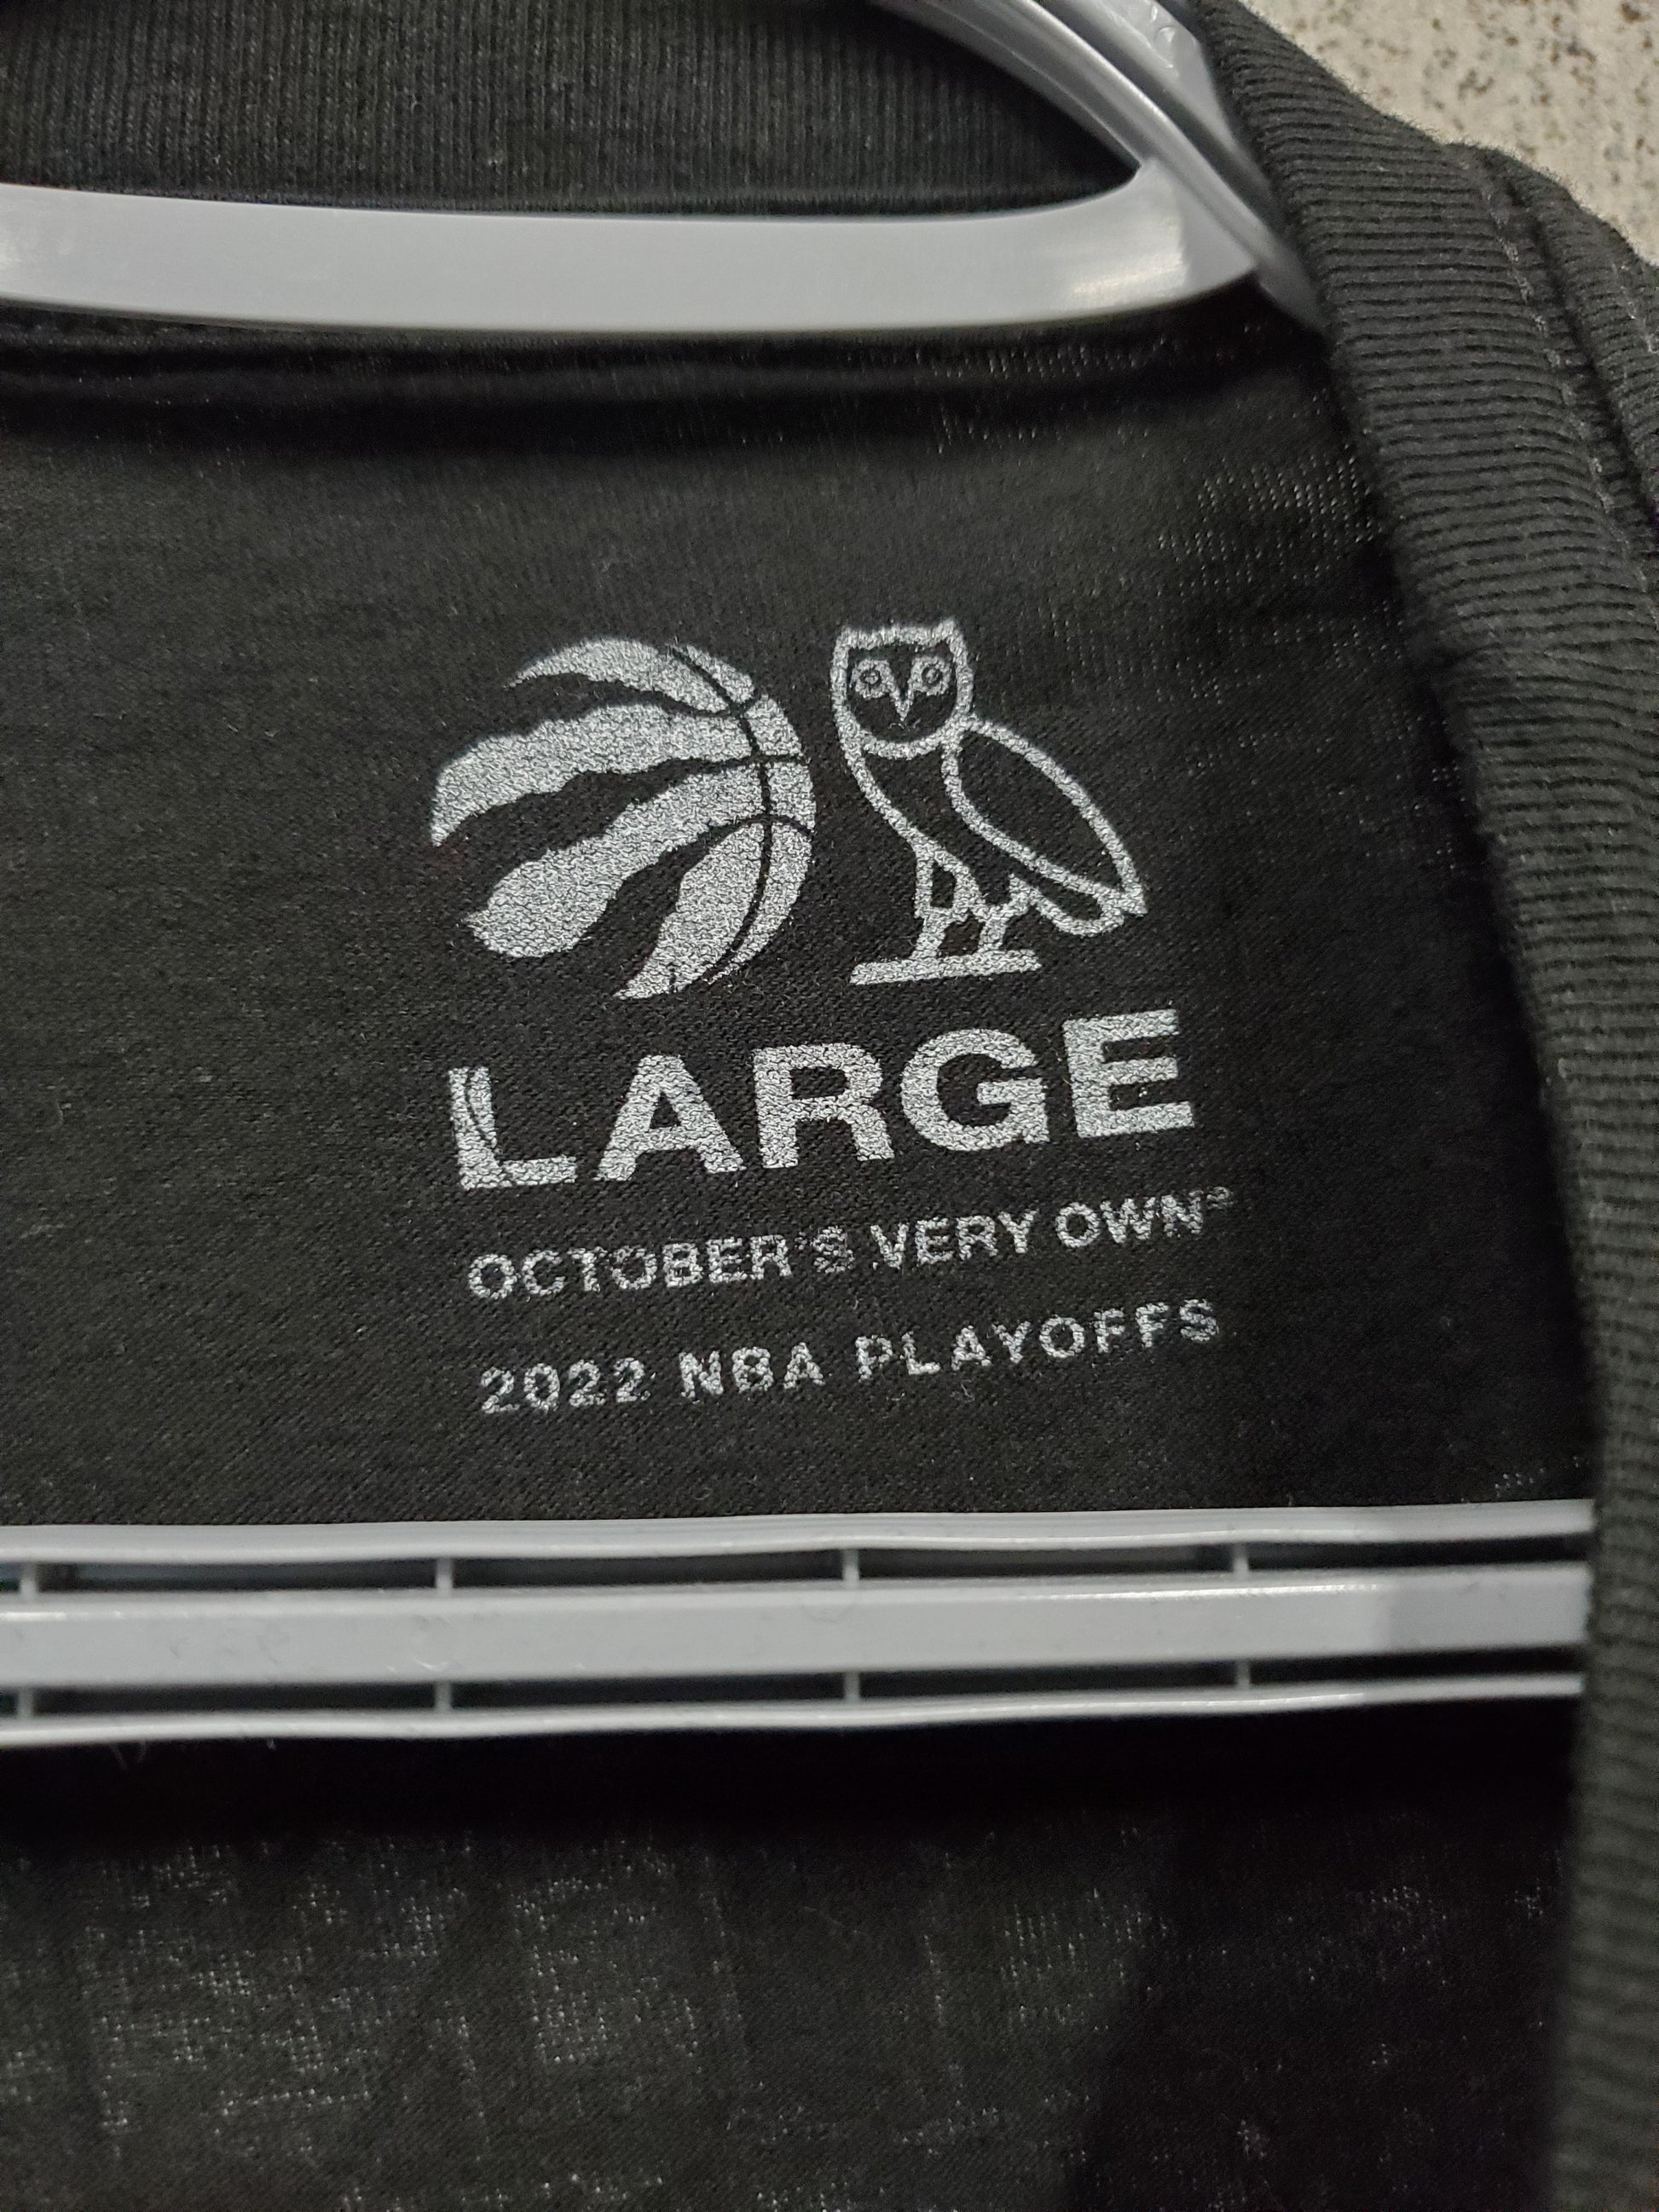 LARGE
OCTOBER'S VERY OWN®
2022 NBA PLAYOFFS